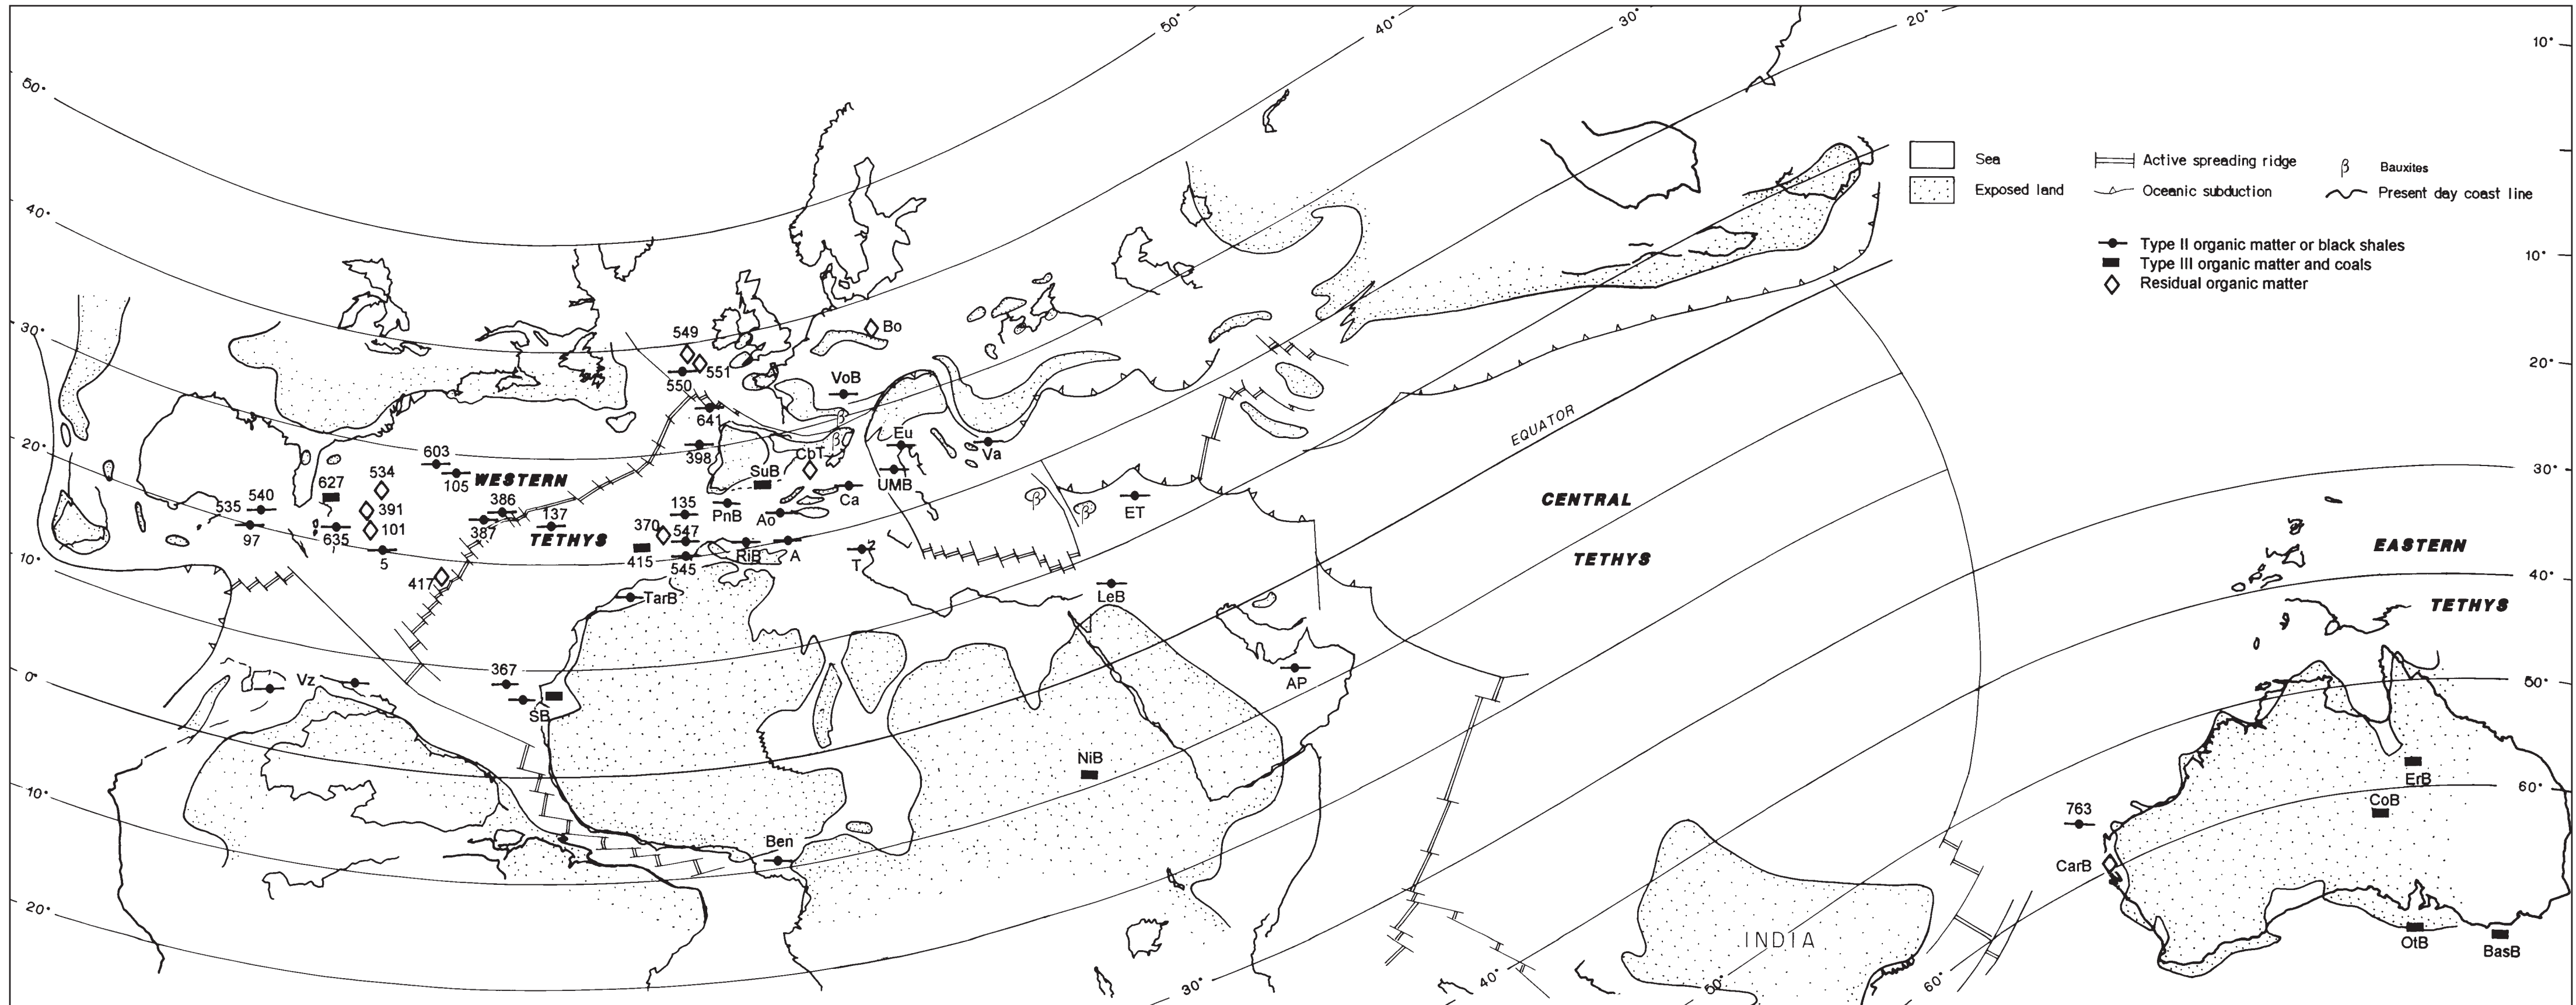 50°
40°
30°
20°
10°
50°
Sea
Active spreading ridge
β
Bauxites
Exposed land
Oceanic subduction
Present day coast line
40°
Type II organic matter or black shales
10°
Type III organic matter and coals
Residual organic matter
30°
549
Bo
551
20°
550
VoB
641
β
EQUATOR
20°
β
Eu
398
CbT
Va
603
30°
534
SuB
627
105
WESTERN
UMB
540
386
Ca
β
CENTRAL
535
391
135
PnB
β
ET
97
101
387
137
370
Ao
635
TETHYS
547
EASTERN
10°
5
415
RiB
A
?
TETHYS
545
T
417
40°
TarB
LeB
TETHYS
0°
367
Vz
AP
50°
SB
NiB
ErB
10°
60°
CoB
763
Ben
CarB
20°
INDIA
OtB
BasB
30°
40°
50°
60°